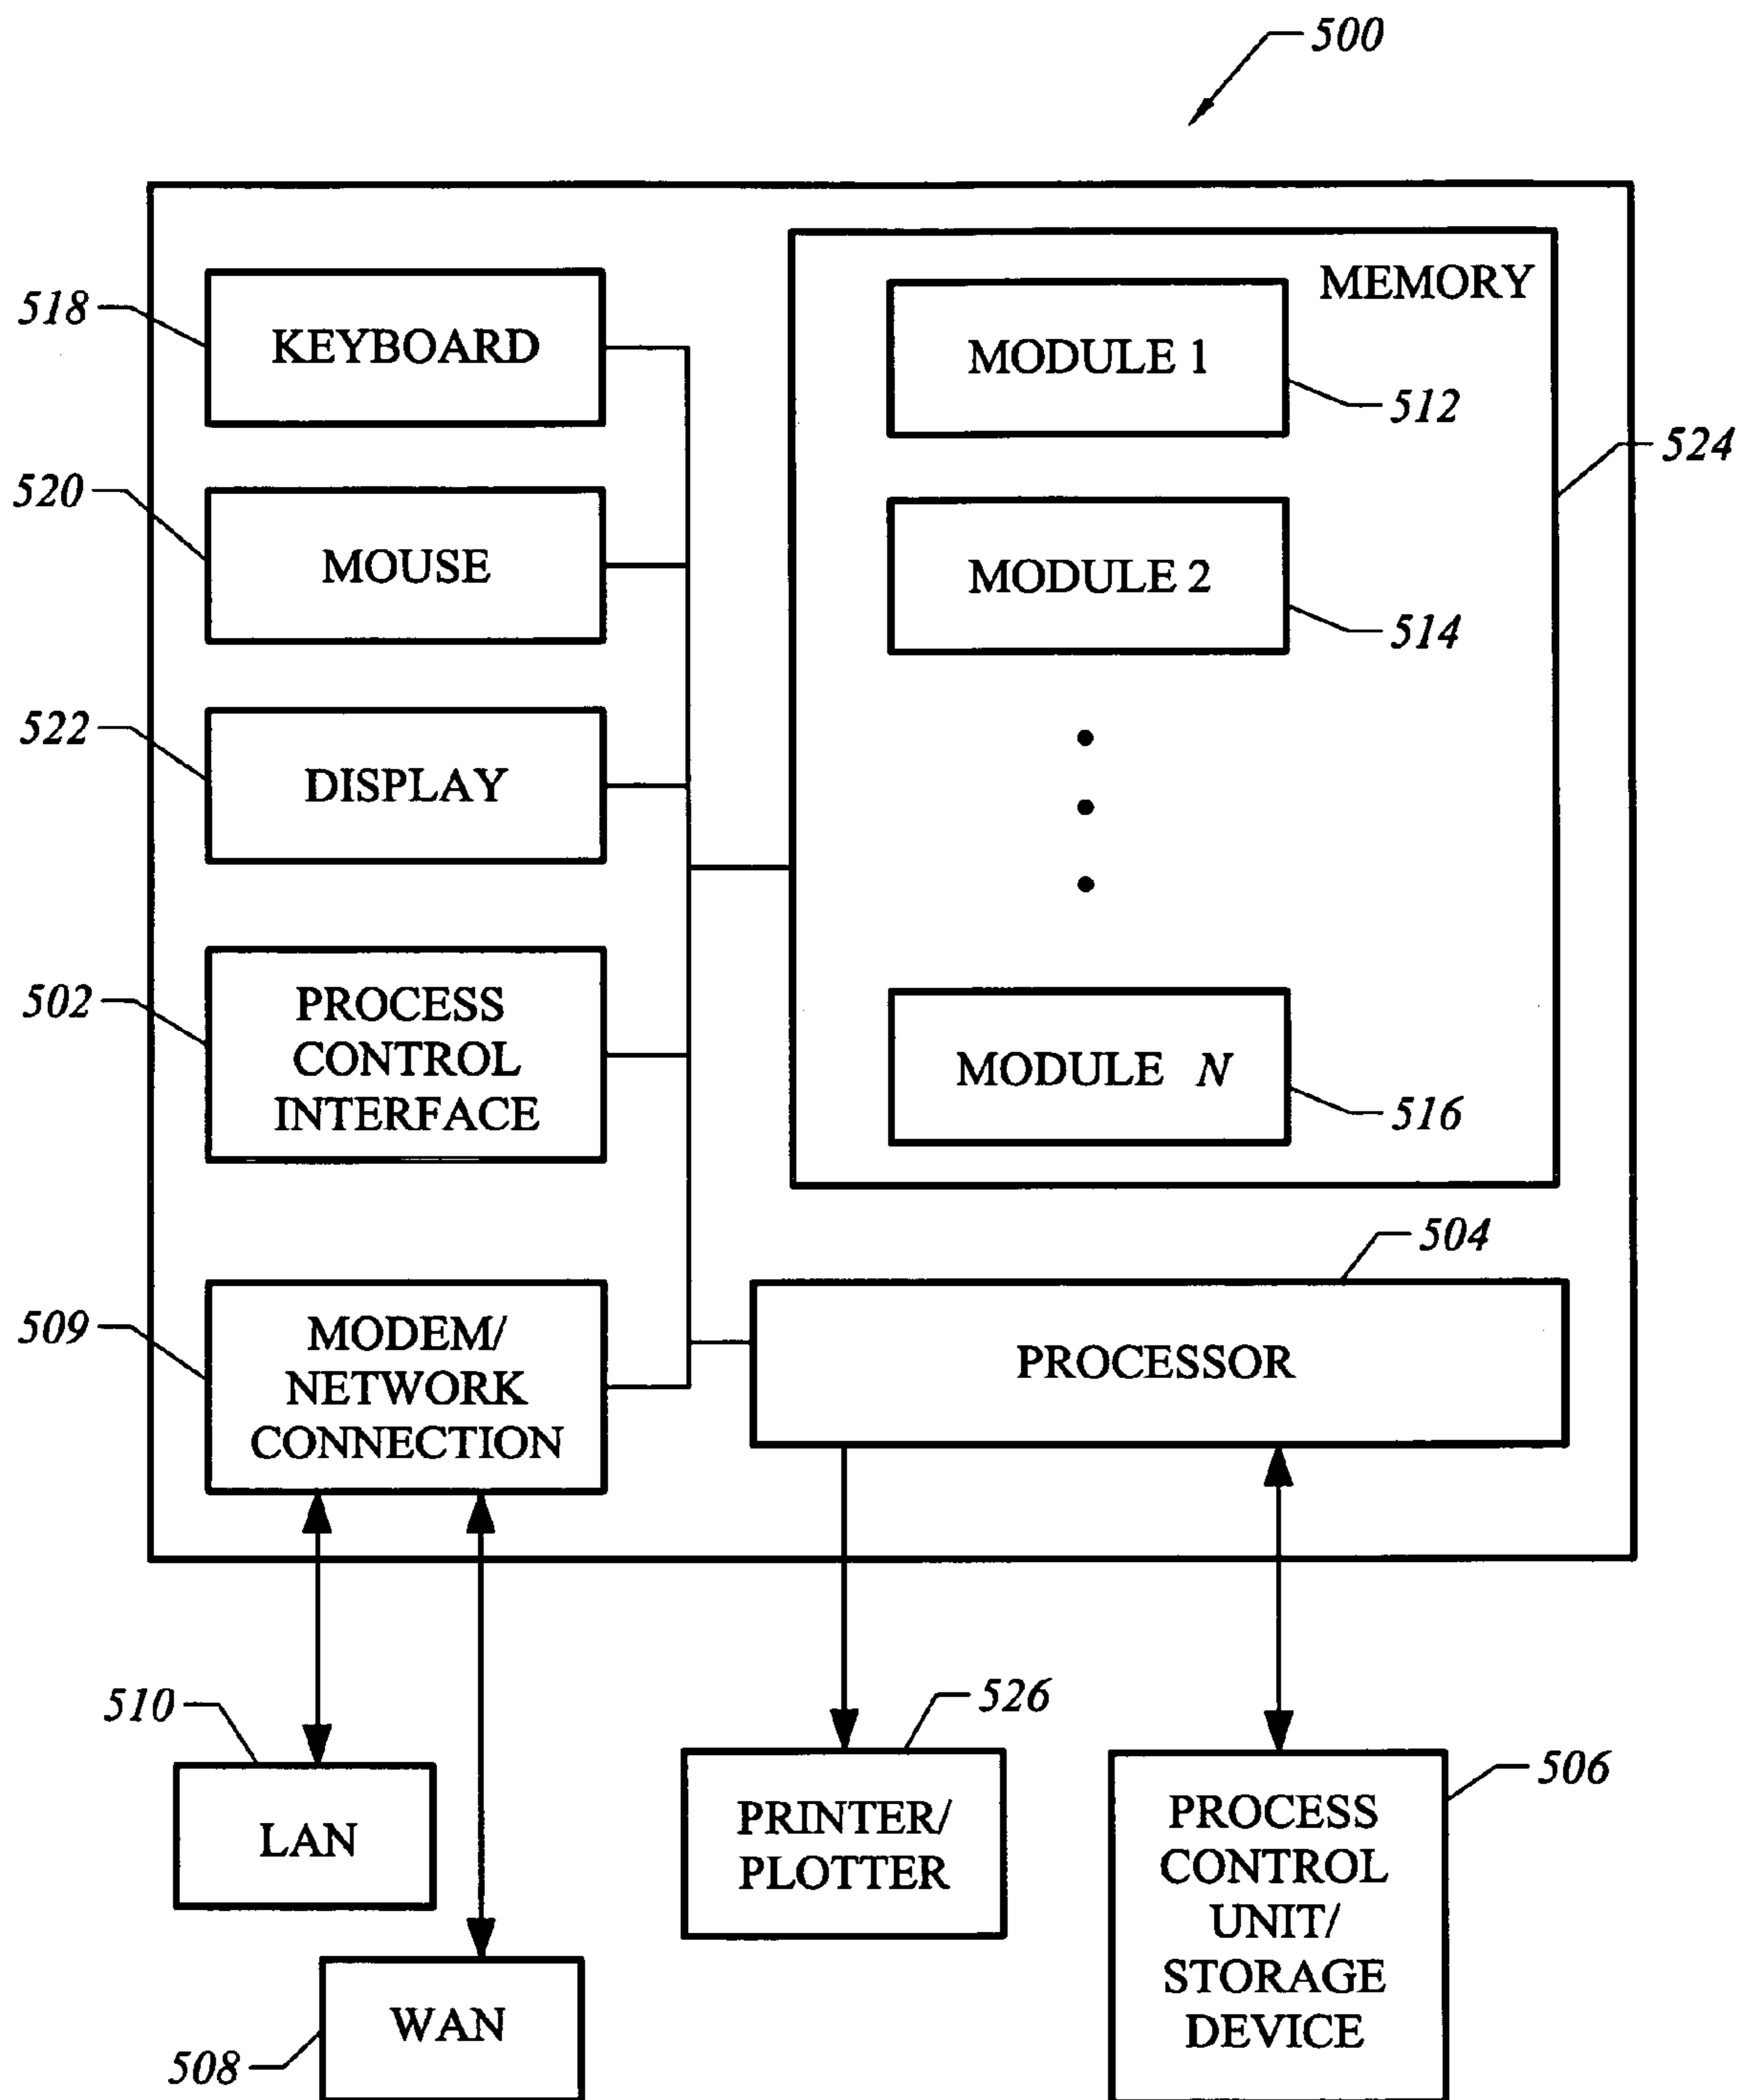 500
MEMORY
518
KEYBOARD
MODULE 1
512
524
520
MOUSE
MODULE 2
514
522
DISPLAY
502
PROCESS
CONTROL
INTERFACE
MODULE N
516
504
509
MODEM/
NETWORK
CONNECTION
PROCESSOR
510
LAN
526
PRINTER/
PLOTTER
506
PROCESS
CONTROL
UNIT/
STORAGE
DEVICE
WAN
508